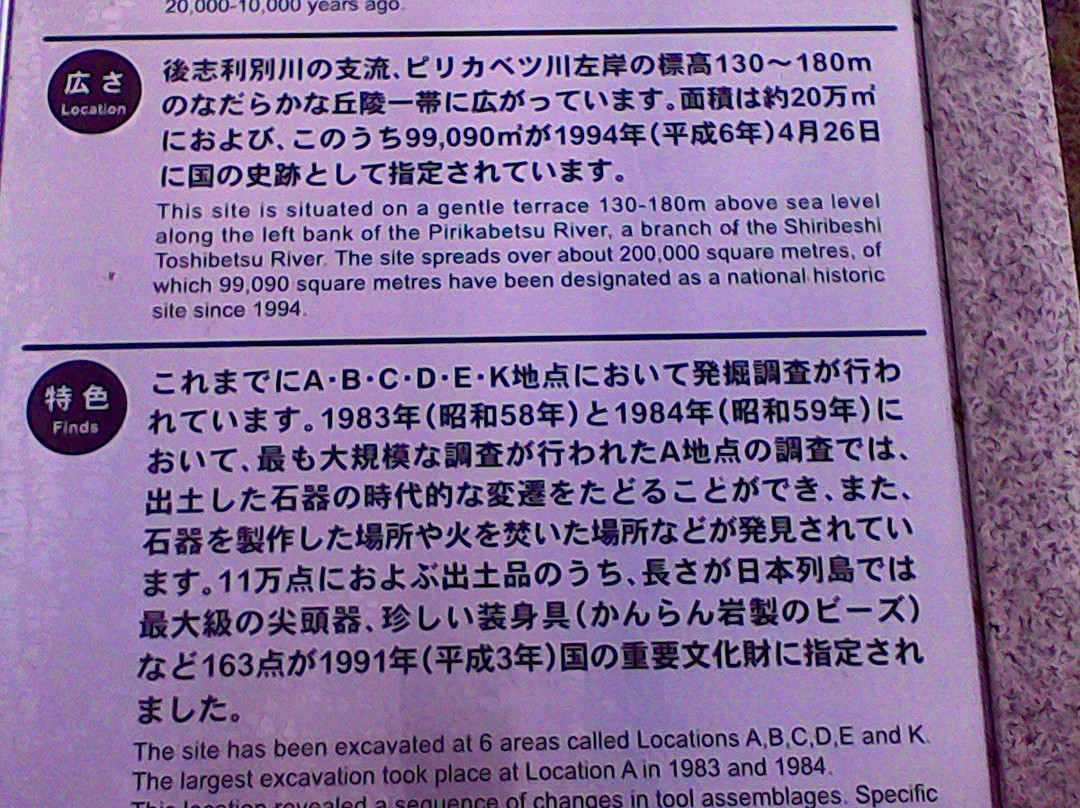 20,000-10,000 years ago.
広さ
Location
後志利別川の支流、ピリカベツ川左岸の標高130〜180m
のなだらかな丘陵一帯に広がっています。面積は約20万㎡
におよび、このうち99,090㎡が1994年(平成6年)4月26日
に国の史跡として指定されています。
This site is situated on a gentle terrace 130-180m above sea level
along the left bank of the Pirikabetsu River, a branch of the Shiribeshi
Toshibetsu River. The site spreads over about 200,000 square metres, of
which 99,090 square metres have been designated as a national historic
site since 1994.
特色
Finds
これまでにA・B・C・D・E・K地点において発掘調査が行わ
れています。1983年(昭和58年)と1984年(昭和59年)に
おいて、最も大規模な調査が行われたA地点の調査では、
出土した石器の時代的な変遷をたどることができ、また、
石器を製作した場所や火を焚いた場所などが発見されてい
ます。11万点におよぶ出土品のうち、長さが日本列島では
最大級の尖頭器、珍しい装身具(かんらん岩製のビーズ)
など163点が1991年(平成3年)国の重要文化財に指定され
ました。
The site has been excavated at 6 areas called Locations A,B,C,D,E and K.
The largest excavation took place at Location A in 1983 and 1984.
This location revealed a sequence of changes in tool assemblages. Specific